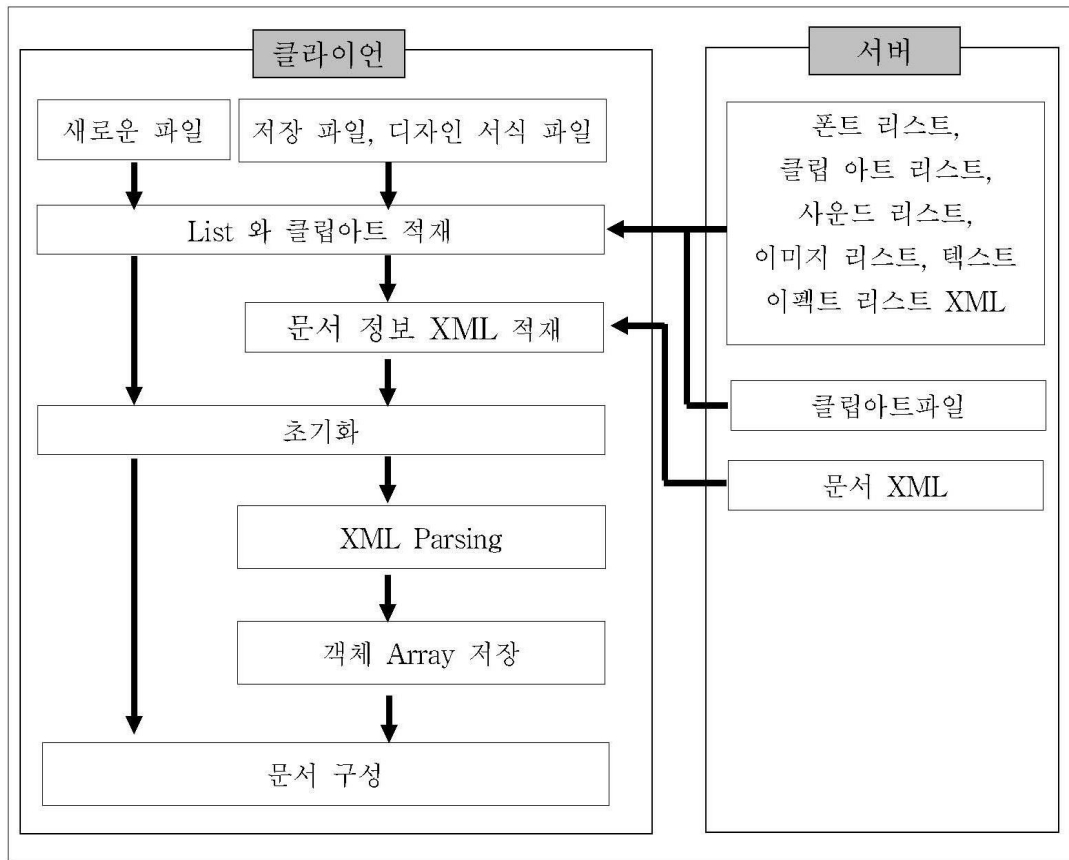 클라이언
새로운 파일
저장 파일, 디자인 서식 파일
List 와 클립아트 적재
문서 정보 XML 적재
초기화
XML Parsing
객체 Array 저장
문서 구성
서버
폰트 리스트,
클립 아트 리스트,
사운드 리스트,
이미지 리스트, 텍스트
이펙트 리스트 XML
클립아트파일
문서 XML